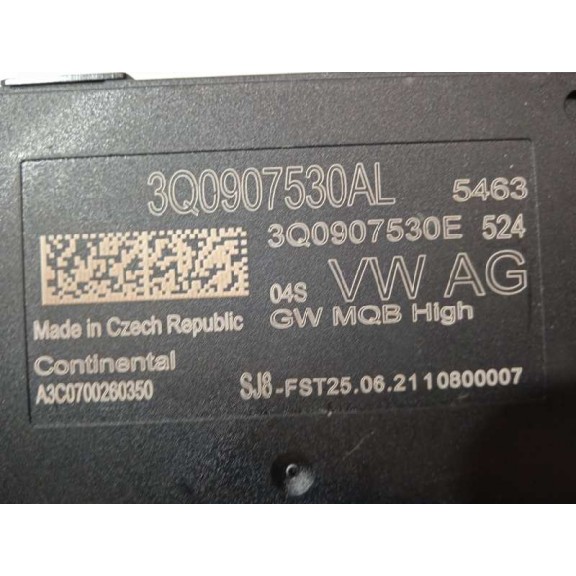 3Q0907530AL 5463
3Q0907530E 524
04S VW AG
GW MQB High
Made in Czech Republic
Continental
A3C0700260350 SJ8-FST25.06.2110800007